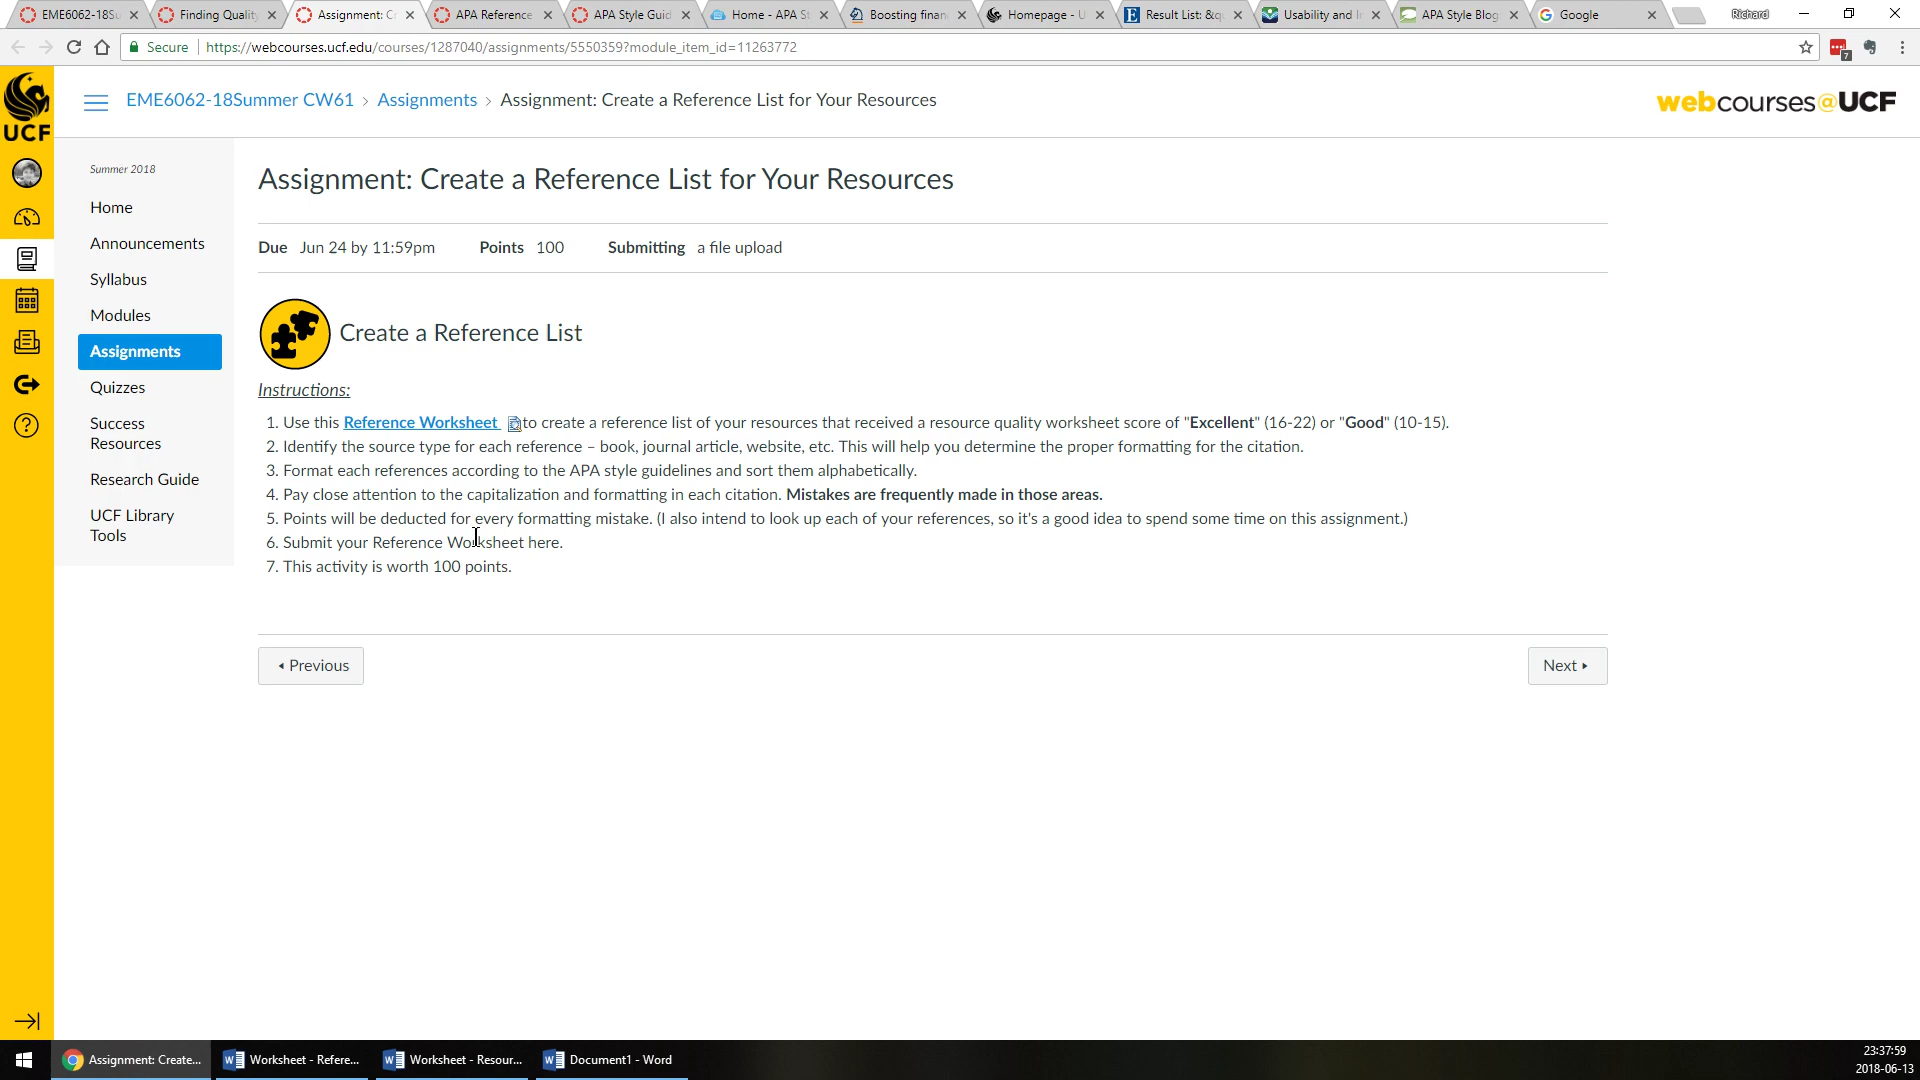 EME6062-18Su
Finding Quality
Assignment: Cr
APA Reference
APA Style Guid
Home - APA St
Boosting finan
Homepage - U
Result List: &qu
Usability and I
APA Style Blog
Google
Richard
Secure
https://webcourses.ufc.edu/courses/1287040/assignments/5550359?module_item_id=11263772
7
UCF
EME6062-18Summer CW61 > Assignments > Assignment: Create a Reference List for Your Resources
webcourses@UCF
Summer 2018
Home
Announcements
Syllabus
Modules
Assignments
Quizzes
Success
Resources
Research Guide
UCF Library
Tools
Assignment: Create a Reference List for Your Resources
Due Jun 24 by 11:59pm Points 100 Submitting a file upload
Create a Reference List
Instructions:
1. Use this Reference Worksheet to create a reference list of your resources that received a resource quality worksheet score of "Excellent" (16-22) or "Good" (10-15).
2. Identify the source type for each reference – book, journal article, website, etc. This will help you determine the proper formatting for the citation.
3. Format each references according to the APA style guidelines and sort them alphabetically.
4. Pay close attention to the capitalization and formatting in each citation. Mistakes are frequently made in those areas.
5. Points will be deducted for every formatting mistake. (I also intend to look up each of your references, so it's a good idea to spend some time on this assignment.)
6. Submit your Reference Worksheet here.
7. This activity is worth 100 points.
Previous
Next
Assignment: Create...
Worksheet - Refere...
Worksheet - Resour...
Document1 - Word
23:37:59
2018-06-13